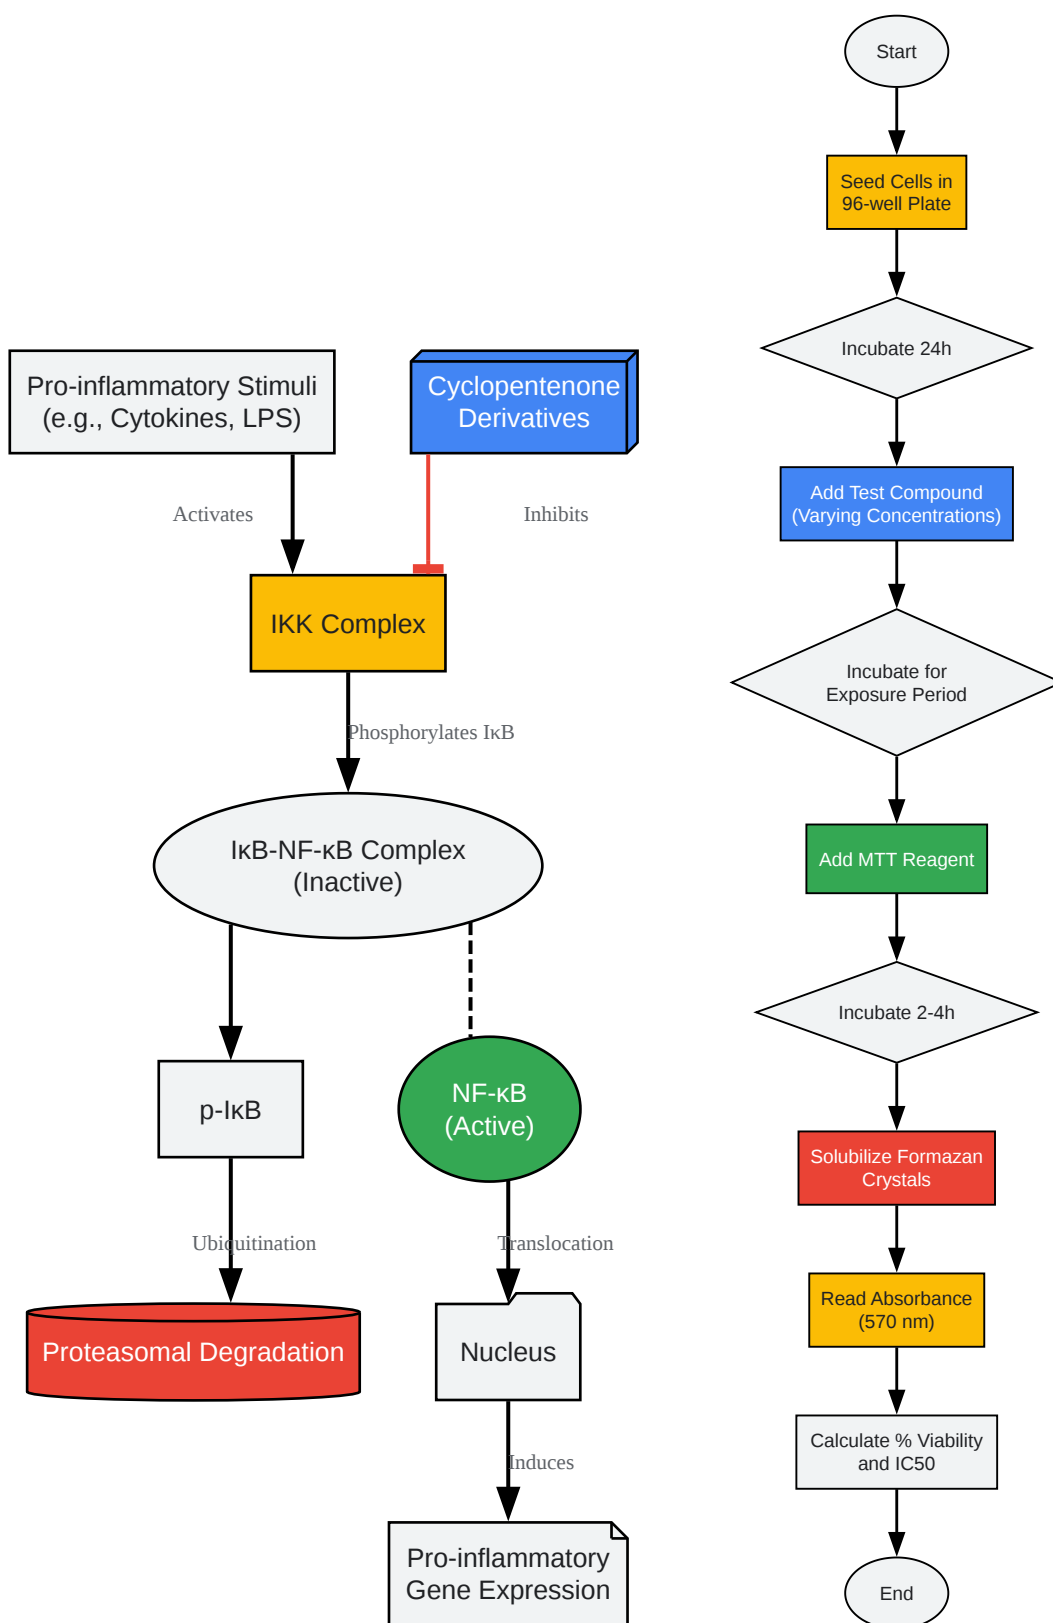 Pro-inflammatory Stimuli
(e.g., Cytokines, LPS)
Cyclopentenone
Derivatives
Activates
Inhibits
IKK Complex
Phosphorylates IκB
IκB-NF-κB Complex
(Inactive)
p-IκB
NF-κB
(Active)
Ubiquitination
Translocation
Proteasomal Degradation
Nucleus
Induces
Pro-inflammatory
Gene Expression
Start
Seed Cells in
96-well Plate
Incubate 24h
Add Test Compound
(Varying Concentrations)
Incubate for
Exposure Period
Add MTT Reagent
Incubate 2-4h
Solubilize Formazan
Crystals
Read Absorbance
(570 nm)
Calculate % Viability
and IC50
End